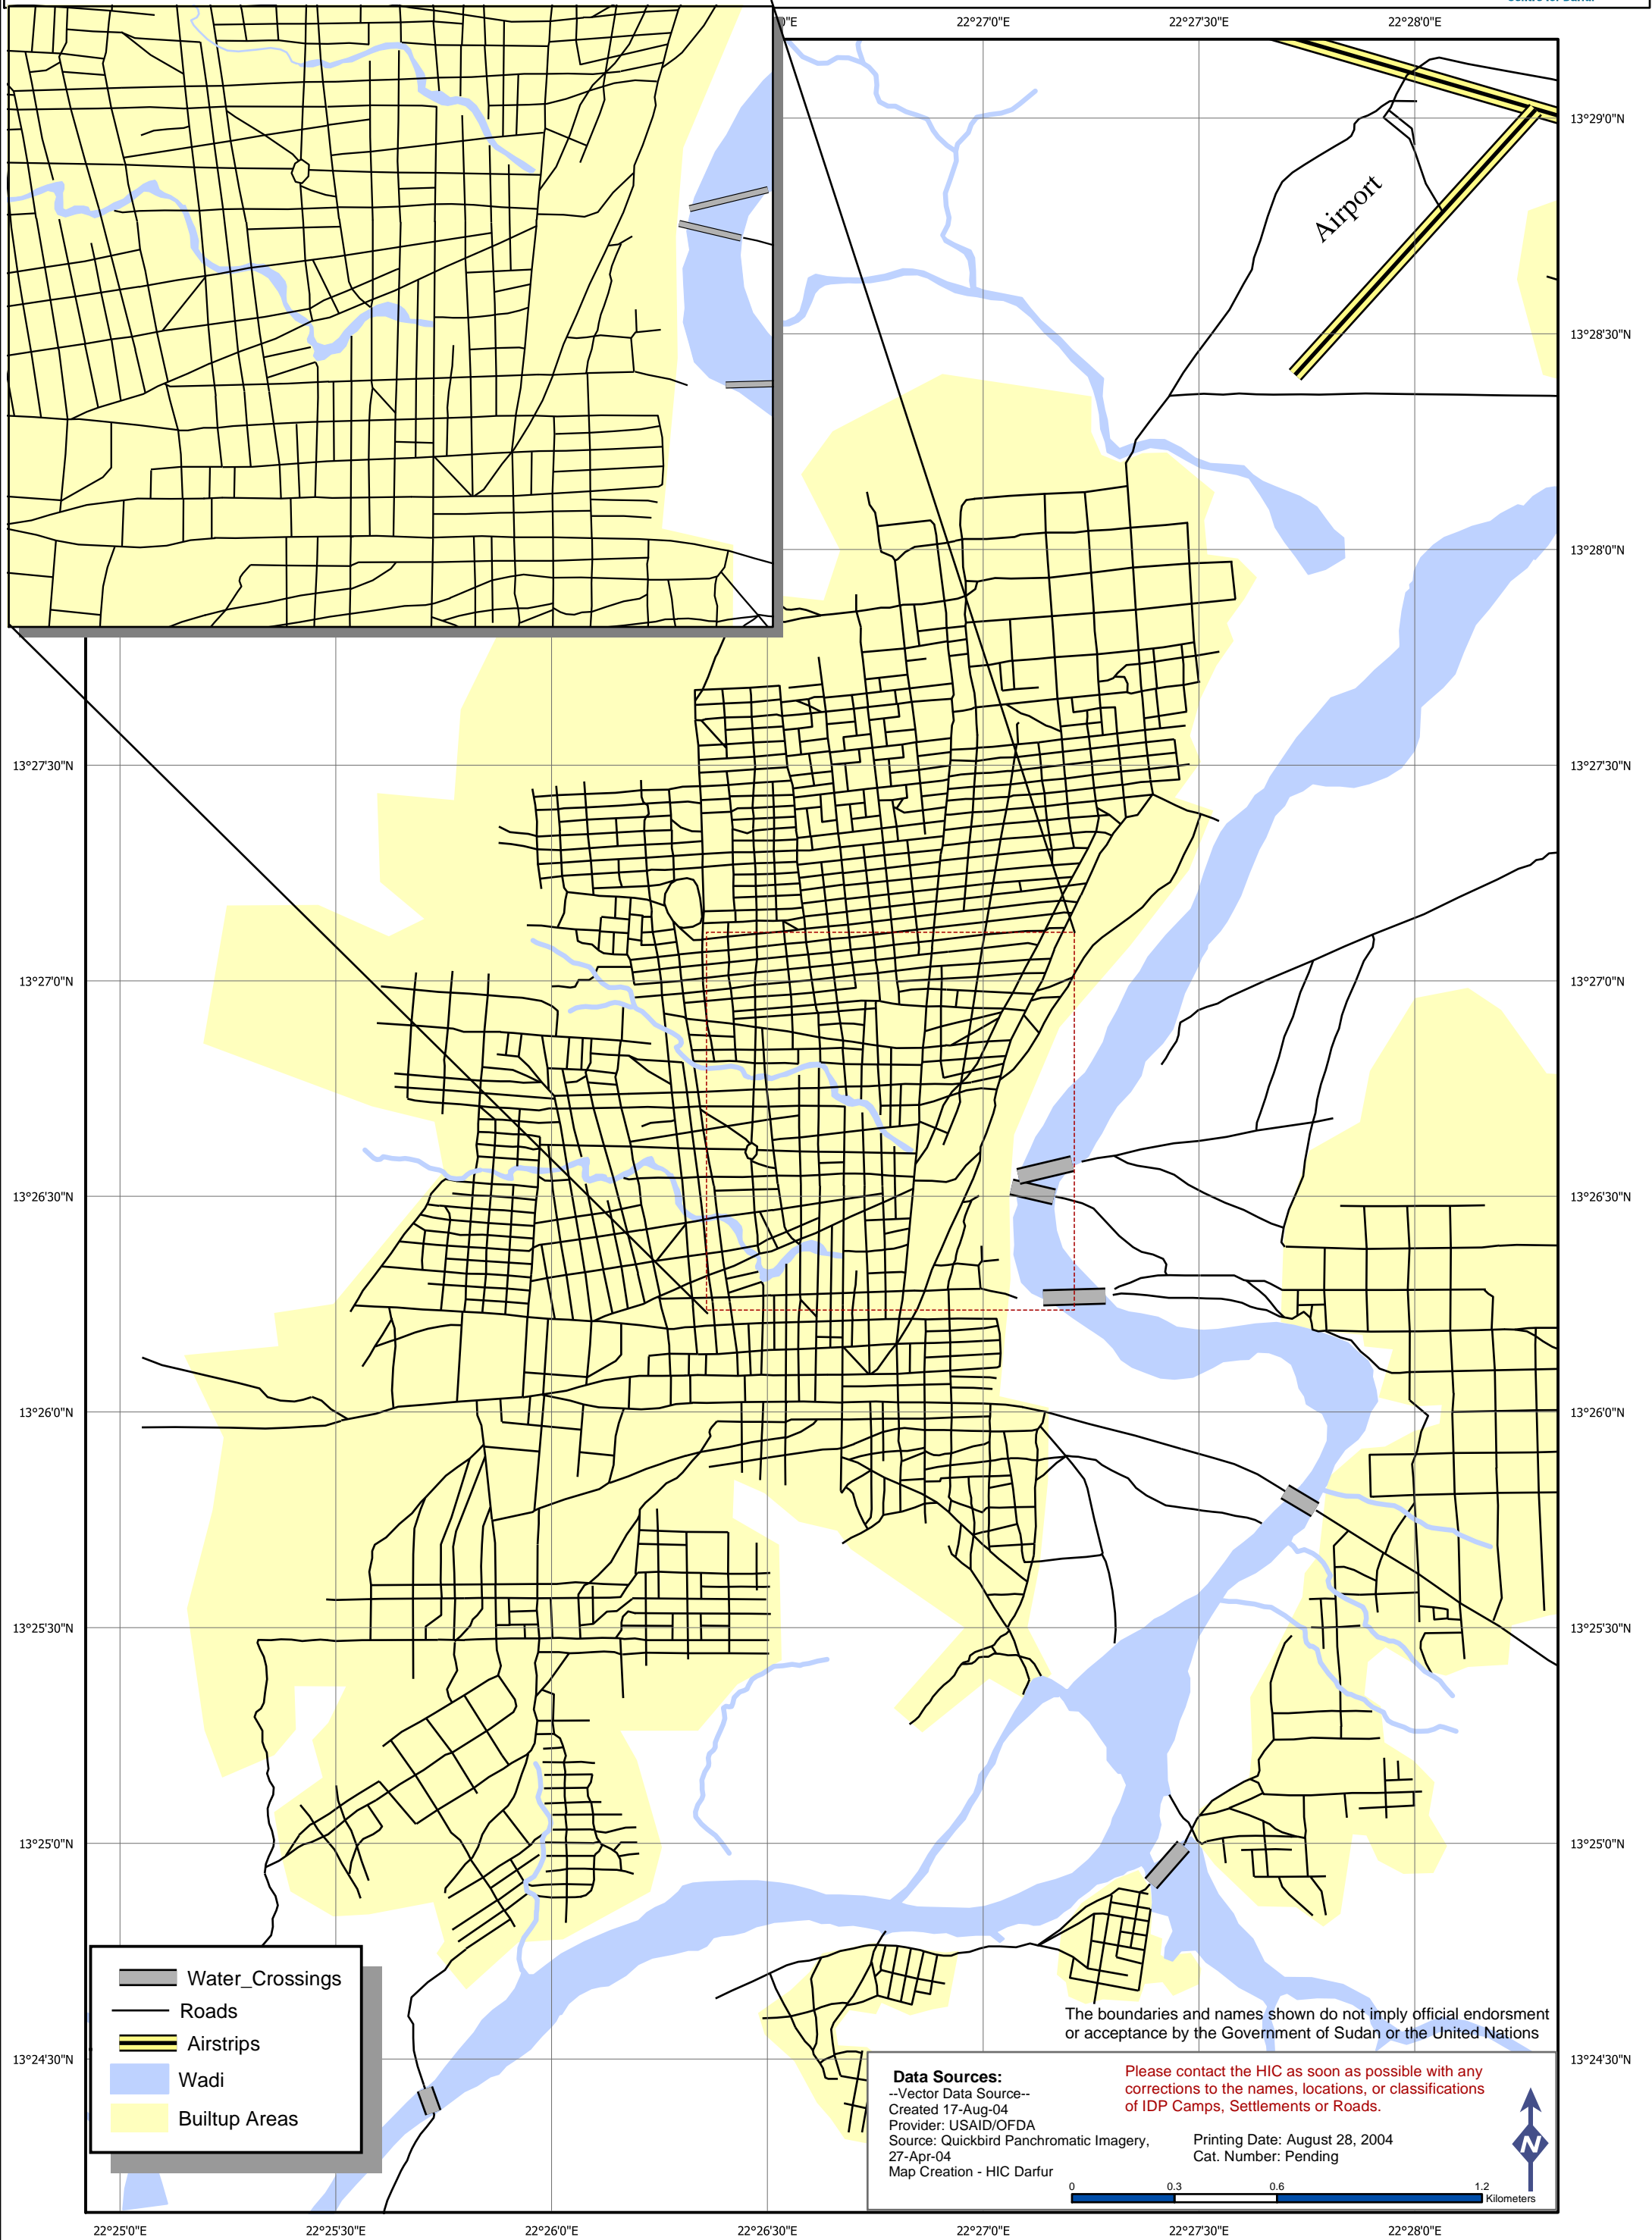 22°27'0"E
22°27'30"E
22°28'0"E
13°29'0"N
Airport
13°28'30"N
13°28'0"N
13°27'30"N
13°27'30"N
13°27'0"N
13°27'0"N
13°26'30"N
13°26'30"N
13°26'0"N
13°26'0"N
13°25'30"N
13°25'30"N
13°25'0"N
13°25'0"N
Water_Crossings
Roads
Airstrips
Wadi
Builtup Areas
The boundaries and names shown do not imply official endorsment
or acceptance by the Government of Sudan or the United Nations
13°24'30"N
13°24'30"N
Data Sources:
--Vector Data Source--
Created 17-Aug-04
Provider: USAID/OFDA
Source: Quickbird Panchromatic Imagery,
27-Apr-04
Map Creation - HIC Darfur
Please contact the HIC as soon as possible with any
corrections to the names, locations, or classifications
of IDP Camps, Settlements or Roads.
Printing Date: August 28, 2004
Cat. Number: Pending
N
0 0.3 0.6 1.2
Kilometers
22°25'0"E
22°25'30"E
22°26'0"E
22°26'30"E
22°27'0"E
22°27'30"E
22°28'0"E